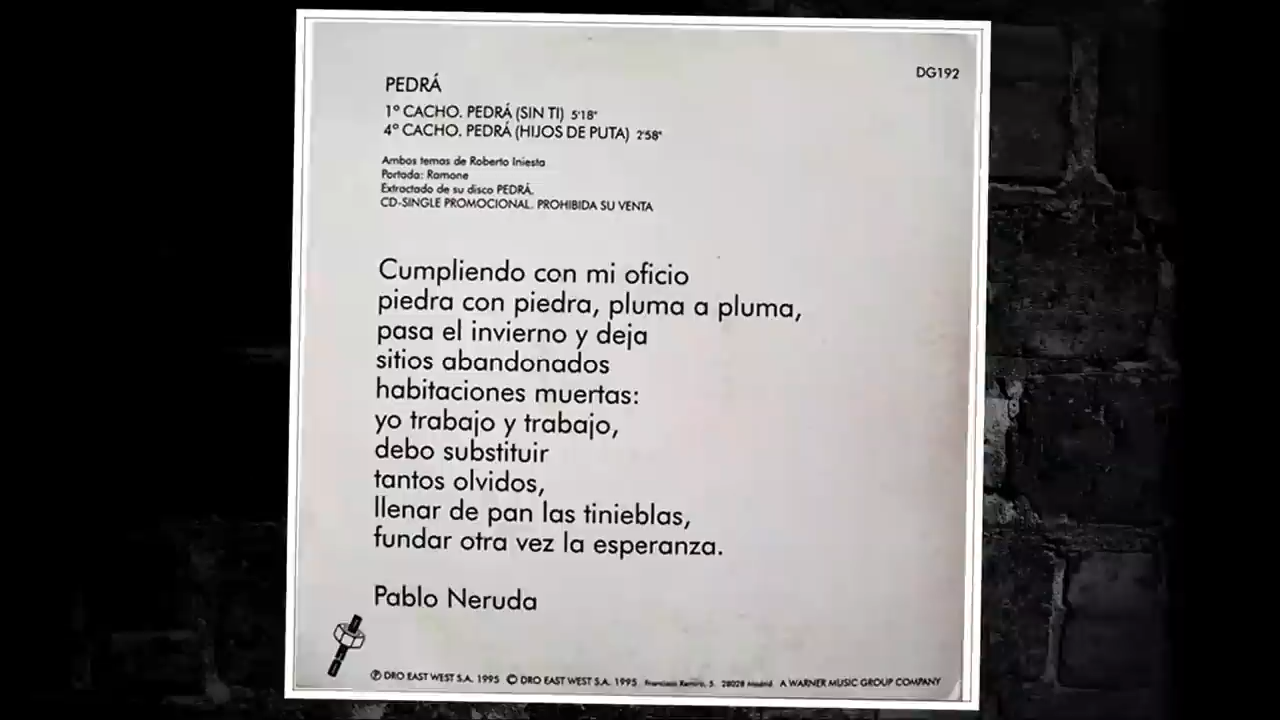 DG192
PEDRÁ
1º CACHO. PEDRÁ (SIN TI) 5'18"
4º CACHO. PEDRÁ (HIJOS DE PUTA) 2'58"
Ambos temas de Roberto Iniesta
Portada: Ramone
Extractado de su disco PEDRÁ.
CD-SINGLE PROMOCIONAL. PROHIBIDA SU VENTA
Cumpliendo con mi oficio
piedra con piedra, pluma a pluma,
pasa el invierno y deja
sitios abandonados
habitaciones muertas:
yo trabajo y trabajo,
debo substituir
tantos olvidos,
llenar de pan las tinieblas,
fundar otra vez la esperanza.
Pablo Neruda
℗ DRO EAST WEST S.A. 1995 © DRO EAST WEST S.A. 1995 Francisco Remiro, 5. 28028 Madrid A WARNER MUSIC GROUP COMPANY